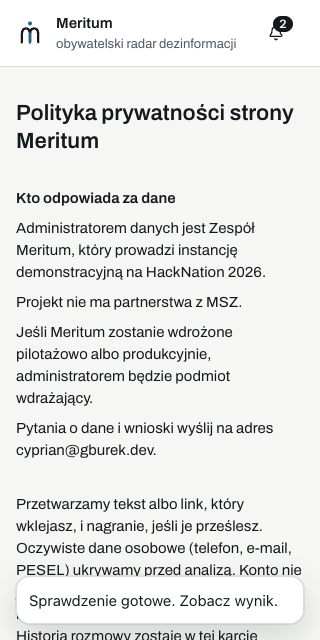 Meritum
obywatelski radar dezinformacji
2
Polityka prywatności strony
Meritum
Kto odpowiada za dane
Administratorem danych jest Zespół
Meritum, który prowadzi instancję
demonstracyjną na HackNation 2026.
Projekt nie ma partnerstwa z MSZ.
Jeśli Meritum zostanie wdrożone
pilotażowo albo produkcyjnie,
administratorem będzie podmiot
wdrażający.
Pytania o dane i wnioski wyślij na adres
cyprian@gburek.dev.
Przetwarzamy tekst albo link, który
wklejasz, i nagranie, jeśli je prześlesz.
Oczywiste dane osobowe (telefon, e-mail,
PESEL) ukrywamy przed analizą. Konto nie
Sprawdzenie gotowe. Zobacz wynik.
Historia rozmowy zostaje w tej karcie